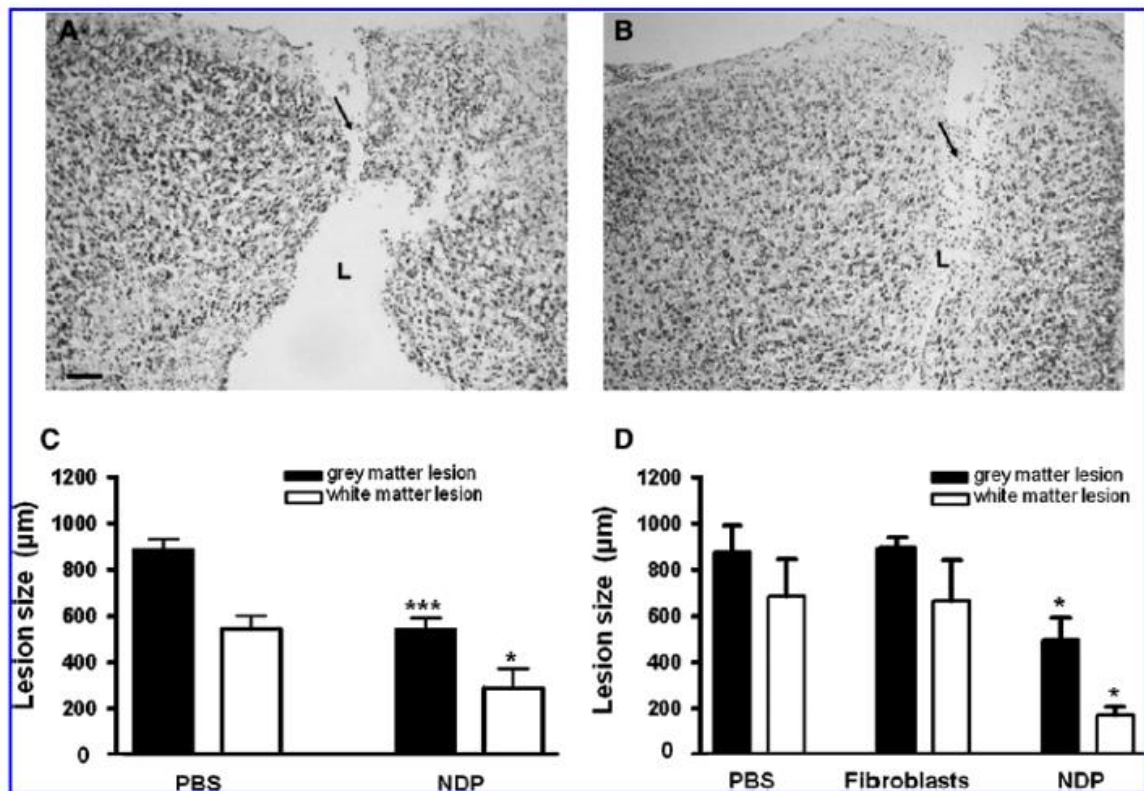 A
B
L
L
C
D
grey matter lesion
white matter lesion
Lesion size (µm)
1200
1000
800
600
400
200
0
***
*
PBS
NDP
grey matter lesion
white matter lesion
Lesion size (µm)
1200
1000
800
600
400
200
0
*
*
PBS
Fibroblasts
NDP